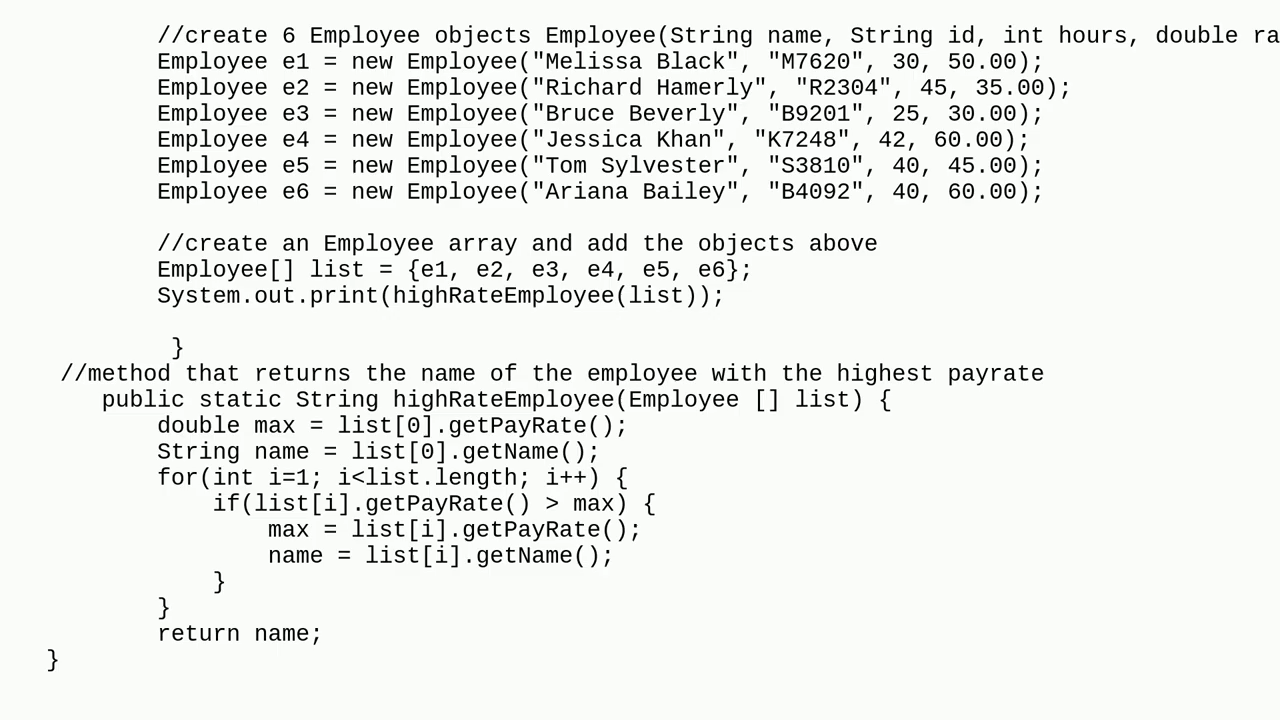 //create 6 Employee objects Employee(String name, String id, int hours, double ra
Employee e1 = new Employee("Melissa Black", "M7620", 30, 50.00);
Employee e2 = new Employee("Richard Hamerly", "R2304", 45, 35.00);
Employee e3 = new Employee("Bruce Beverly", "B9201", 25, 30.00);
Employee e4 = new Employee("Jessica Khan", "K7248", 42, 60.00);
Employee e5 = new Employee("Tom Sylvester", "S3810", 40, 45.00);
Employee e6 = new Employee("Ariana Bailey", "B4092", 40, 60.00);
//create an Employee array and add the objects above
Employee[] list = {e1, e2, e3, e4, e5, e6};
System.out.print(highRateEmployee(list));
}
//method that returns the name of the employee with the highest payrate
public static String highRateEmployee(Employee [] list) {
double max = list[0].getPayRate();
String name = list[0].getName();
for(int i=1; i<list.length; i++) {
if(list[i].getPayRate() > max) {
max = list[i].getPayRate();
name = list[i].getName();
}
}
return name;
}